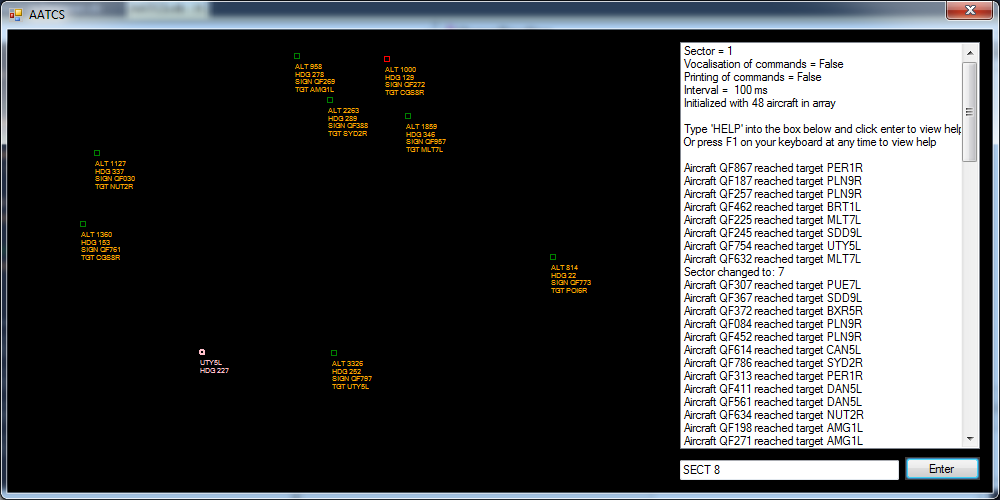 AATCS
ALT 958
HDG 278
SIGN QF269
TGT AMG1L
ALT 1000
HDG 129
SIGN QF272
TGT CGS8R
ALT 2263
HDG 289
SIGN QF388
TGT SYD2R
ALT 1859
HDG 346
SIGN QF957
TGT MLT7L
ALT 1127
HDG 337
SIGN QF030
TGT NUT2R
ALT 1360
HDG 153
SIGN QF761
TGT CGS8R
ALT 814
HDG 22
SIGN QF773
TGT POI6R
UTY5L
HDG 227
ALT 3326
HDG 252
SIGN QF797
TGT UTY5L
Sector = 1
Vocalisation of commands = False
Printing of commands = False
Interval = 100 ms
Initialized with 48 aircraft in array
Type 'HELP' into the box below and click enter to view help
Or press F1 on your keyboard at any time to view help
Aircraft QF867 reached target PER1R
Aircraft QF187 reached target PLN9R
Aircraft QF257 reached target PLN9R
Aircraft QF462 reached target BRT1L
Aircraft QF225 reached target MLT7L
Aircraft QF245 reached target SDD9L
Aircraft QF754 reached target UTY5L
Aircraft QF632 reached target MLT7L
Sector changed to: 7
Aircraft QF307 reached target PUE7L
Aircraft QF367 reached target SDD9L
Aircraft QF372 reached target BXR5R
Aircraft QF084 reached target PLN9R
Aircraft QF452 reached target PLN9R
Aircraft QF614 reached target CAN5L
Aircraft QF786 reached target SYD2R
Aircraft QF313 reached target PER1R
Aircraft QF411 reached target DAN5L
Aircraft QF561 reached target DAN5L
Aircraft QF634 reached target NUT2R
Aircraft QF198 reached target AMG1L
Aircraft QF271 reached target AMG1L
SECT 8
Enter